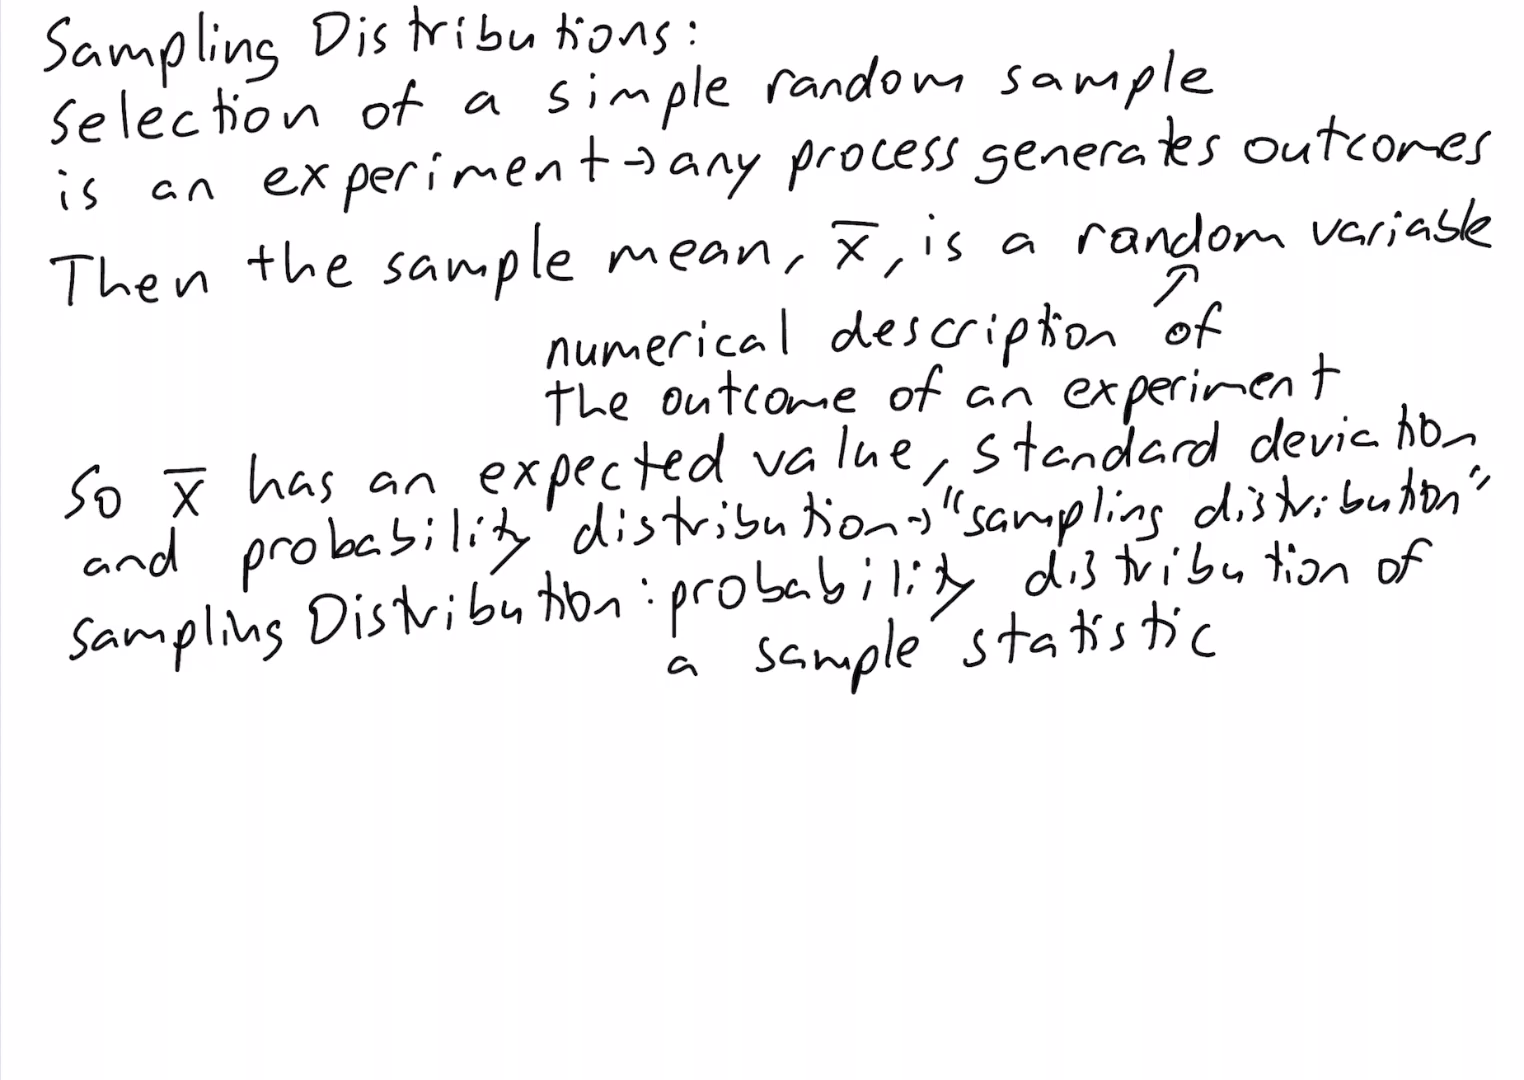 Sampling Distributions:
selection of a simple random sample
is an experiment → any process generates outcomes
Then the sample mean, x̄, is a random variable
↗
numerical description of
the outcome of an experiment
So x̄ has an expected value, standard deviation
and probability distribution → "sampling distribution"
Sampling Distribution: probability distribution of
a sample statistic